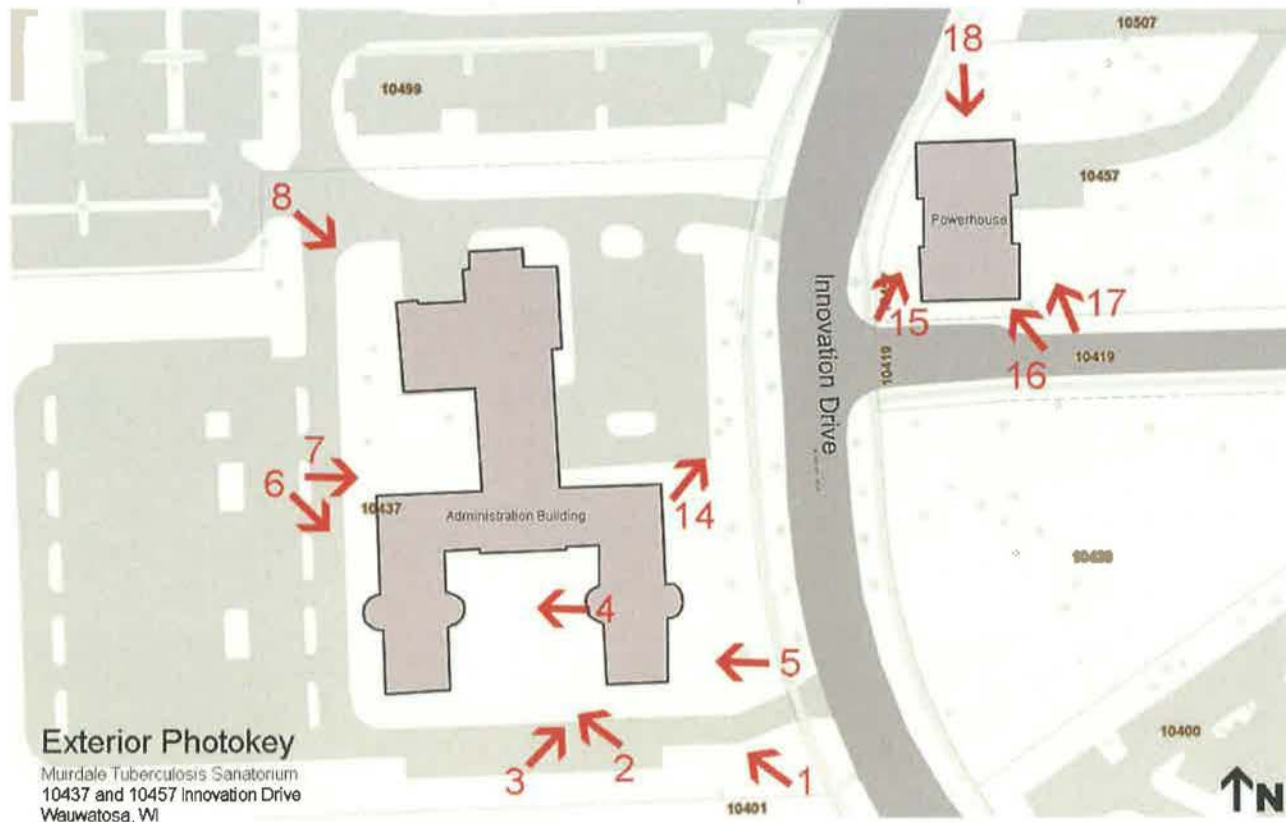 10507
18
10499
10457
8
Powerhouse
Innovation Drive
15
17
16
10419
10419
7
6
10437
Administration Building
14
4
5
10400
3
2
1
10401
Exterior Photokey
Muirdale Tuberculosis Sanatorium
10437 and 10457 Innovation Drive
Wauwatosa, WI
N